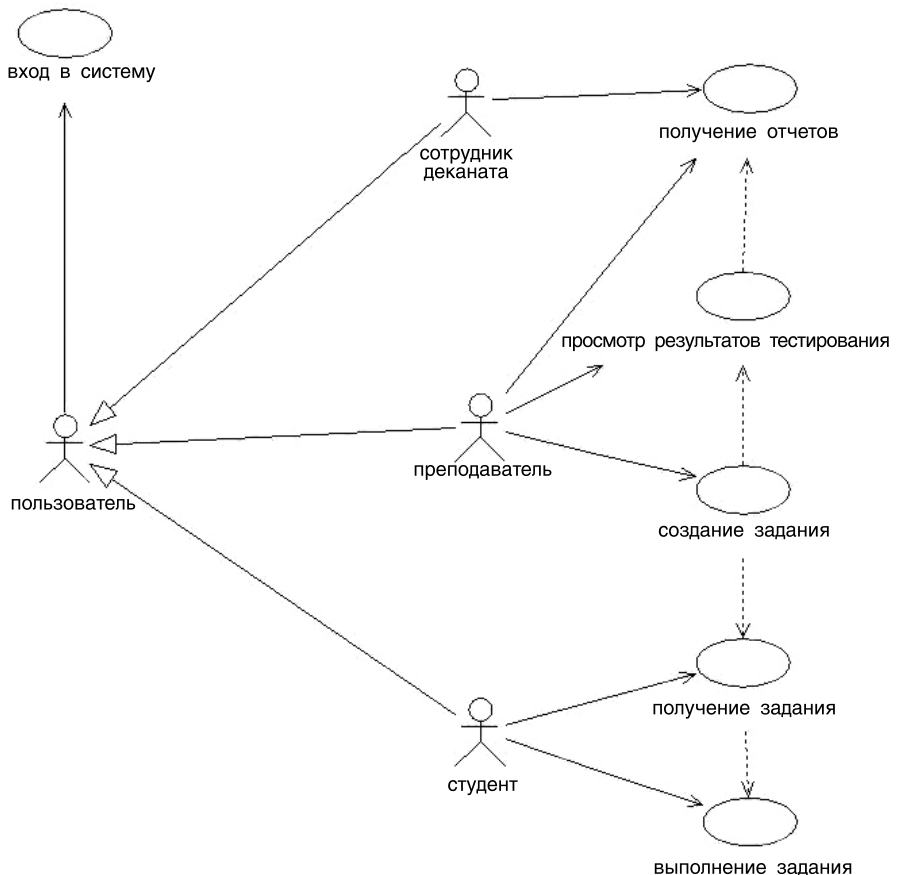 вход в систему
сотрудник
деканата
получение отчетов
просмотр результатов тестирования
преподаватель
пользователь
создание задания
получение задания
студент
выполнение задания